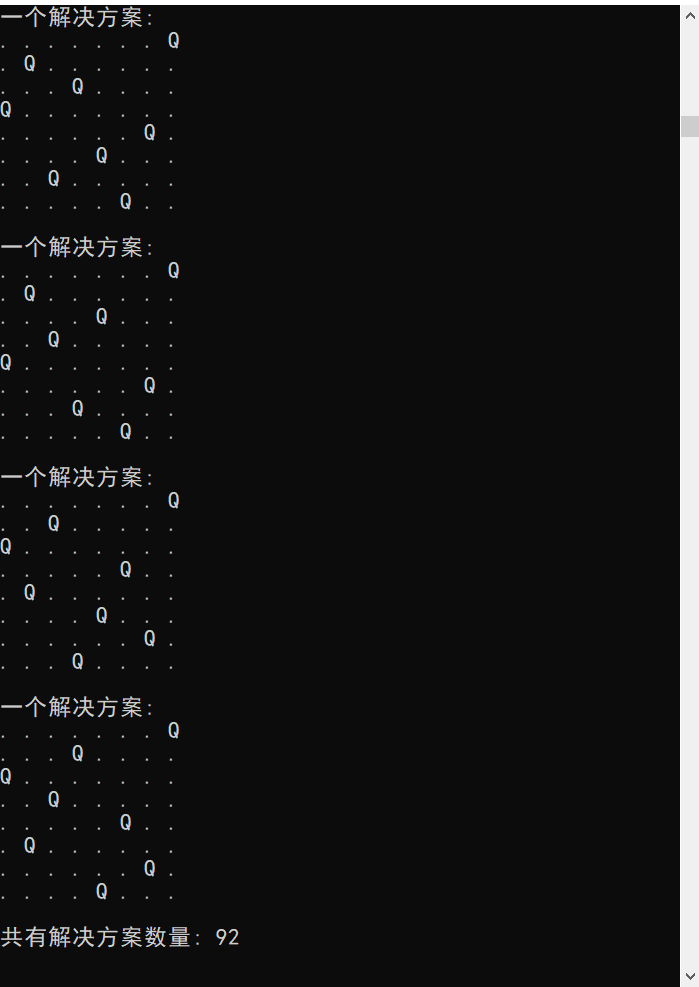 一个解决方案:
. . . . . . . Q
. Q . . . . . .
. . . Q . . . .
Q . . . . . . .
. . . . . . Q .
. . . . Q . . .
. . Q . . . . .
. . . . . Q . .
一个解决方案:
. . . . . . . Q
. Q . . . . . .
. . . . Q . . .
. . Q . . . . .
Q . . . . . . .
. . . . . . Q .
. . . Q . . . .
. . . . . Q . .
一个解决方案:
. . . . . . . Q
. . Q . . . . .
Q . . . . . . .
. . . . . Q . .
. Q . . . . . .
. . . . Q . . .
. . . . . . Q .
. . . Q . . . .
一个解决方案:
. . . . . . . Q
. . . Q . . . .
Q . . . . . . .
. . Q . . . . .
. . . . . Q . .
. Q . . . . . .
. . . . . . Q .
. . . . Q . . .
共有解决方案数量: 92